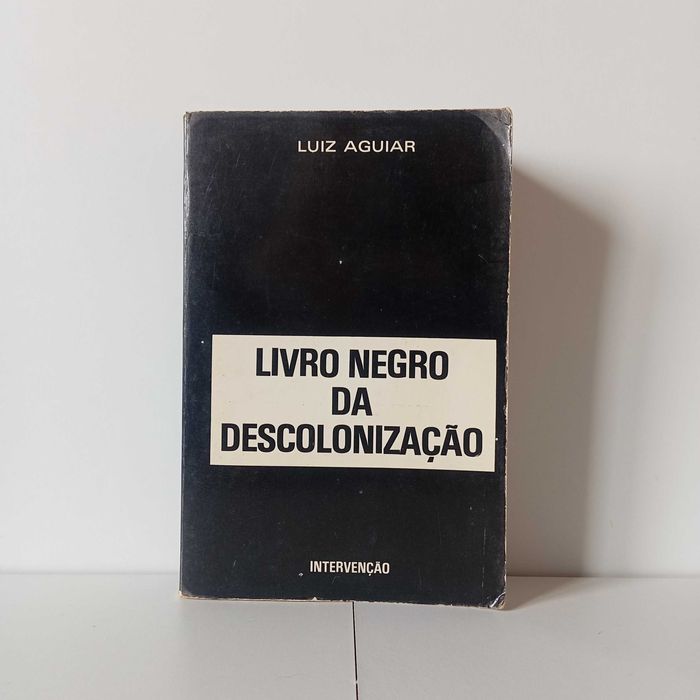 LUIZ AGUIAR
LIVRO NEGRO
DA
DESCOLONIZAÇÃO
INTERVENÇÃO